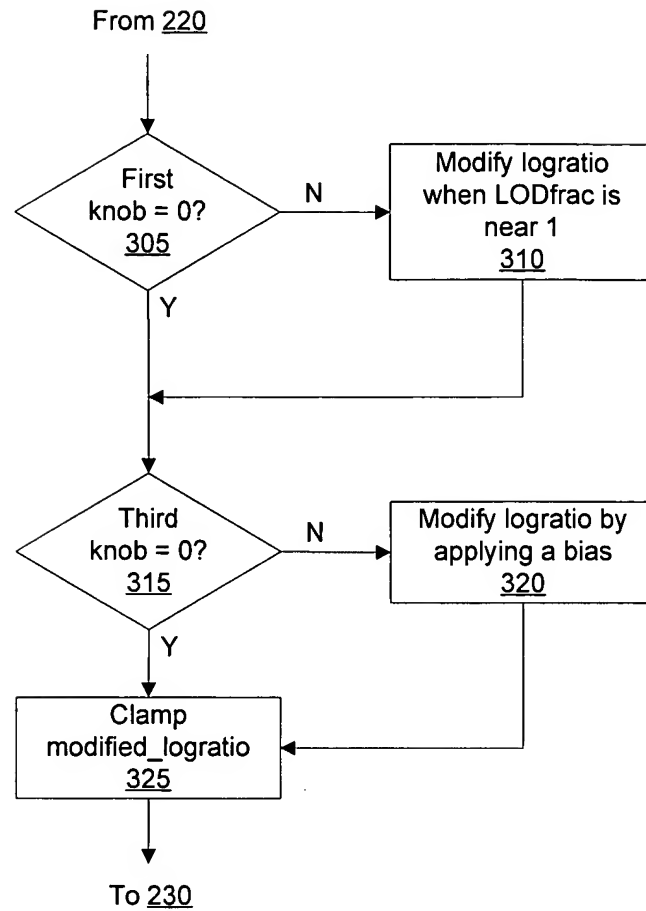 From 220
First
knob = 0?
305
N
Modify logratio
when LODfrac is
near 1
310
Y
Third
knob = 0?
315
N
Modify logratio by
applying a bias
320
Y
Clamp
modified_logratio
325
To 230